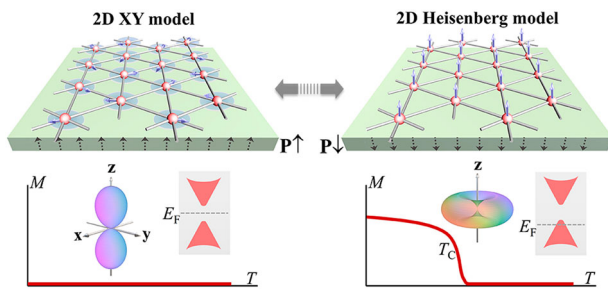 2D XY model
2D Heisenberg model
P↑
P↓
M
z
x
y
E_F
T
M
z
T_C
E_F
T